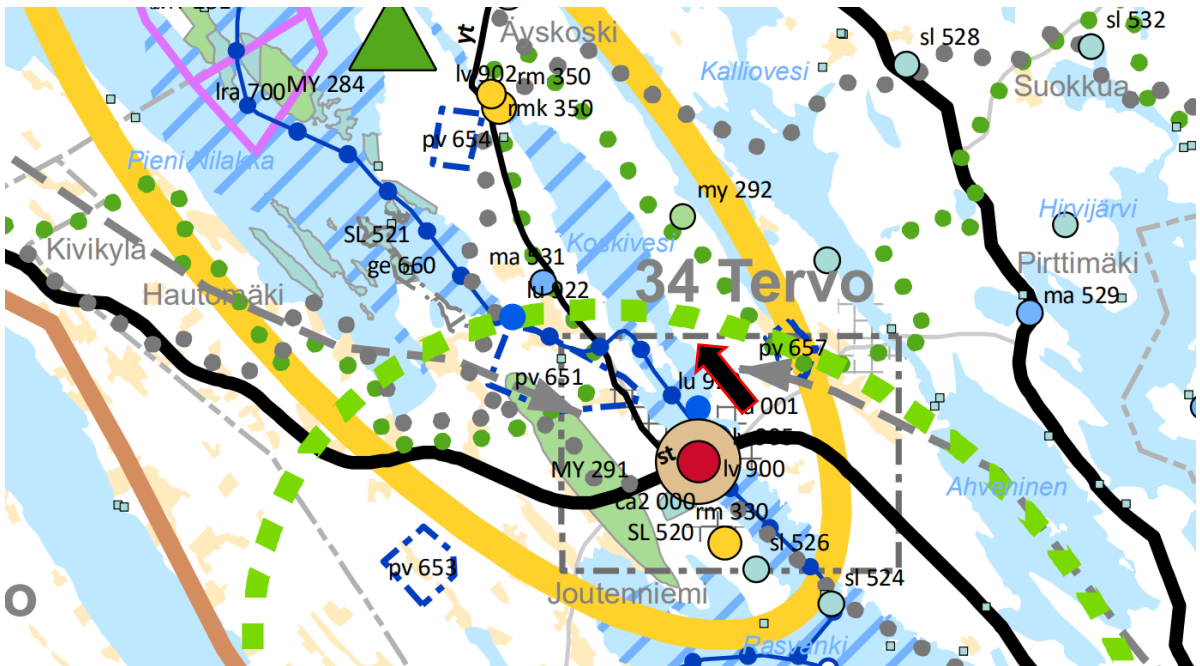 Äyskoski
sl 528
sl 532
yt
lv 902 rm 350
Kalliovesi
Suokkua
lra 700
MY 284
rmk 350
pv 654
Pieni Nilakka
my 292
Hirvijärvi
SL 521
Koskivesi
Kivikylä
ma 531
ge 660
34 Tervo
Pirttimäki
Hautomäki
lu 922
ma 529
pv 657
pv 651
001
st
MY 291
lv 900
Ahveninen
ca2 000
rm 330
SL 520
sl 526
pv 653
sl 524
Joutenniemi
o
Rasvanki